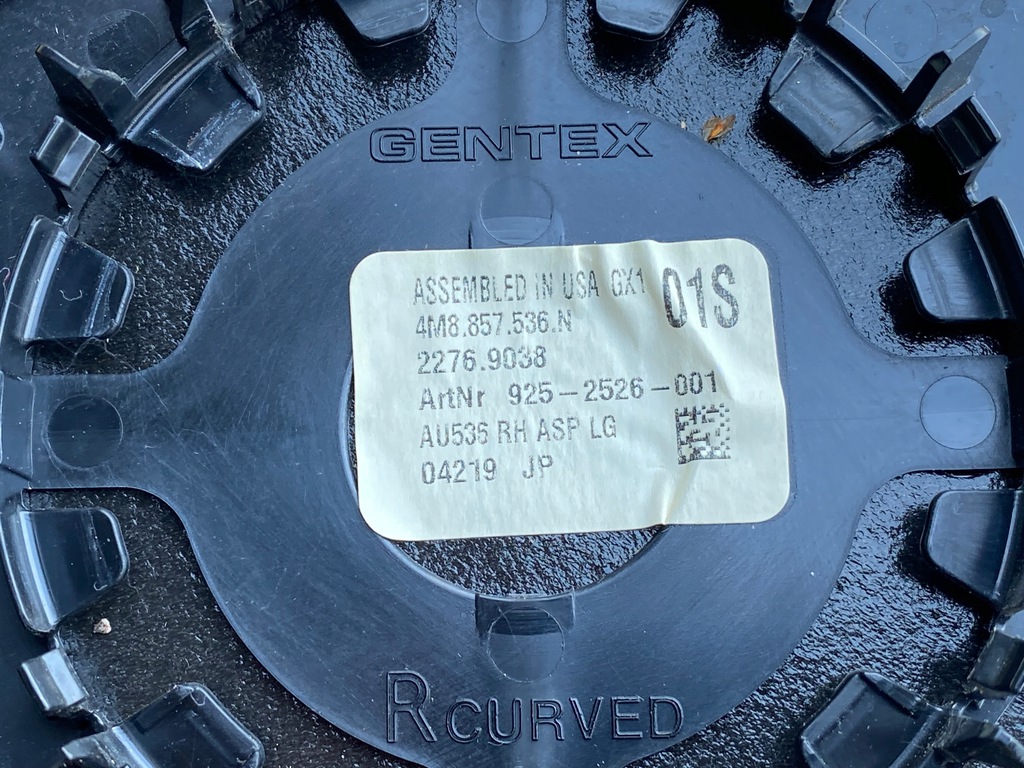 GENTEX
ASSEMBLED IN USA GX1
01S
4M8.857.536.N
2276.9038
ArtNr 925-2526-001
AU536 RH ASP LG
04219 JP
R CURVED